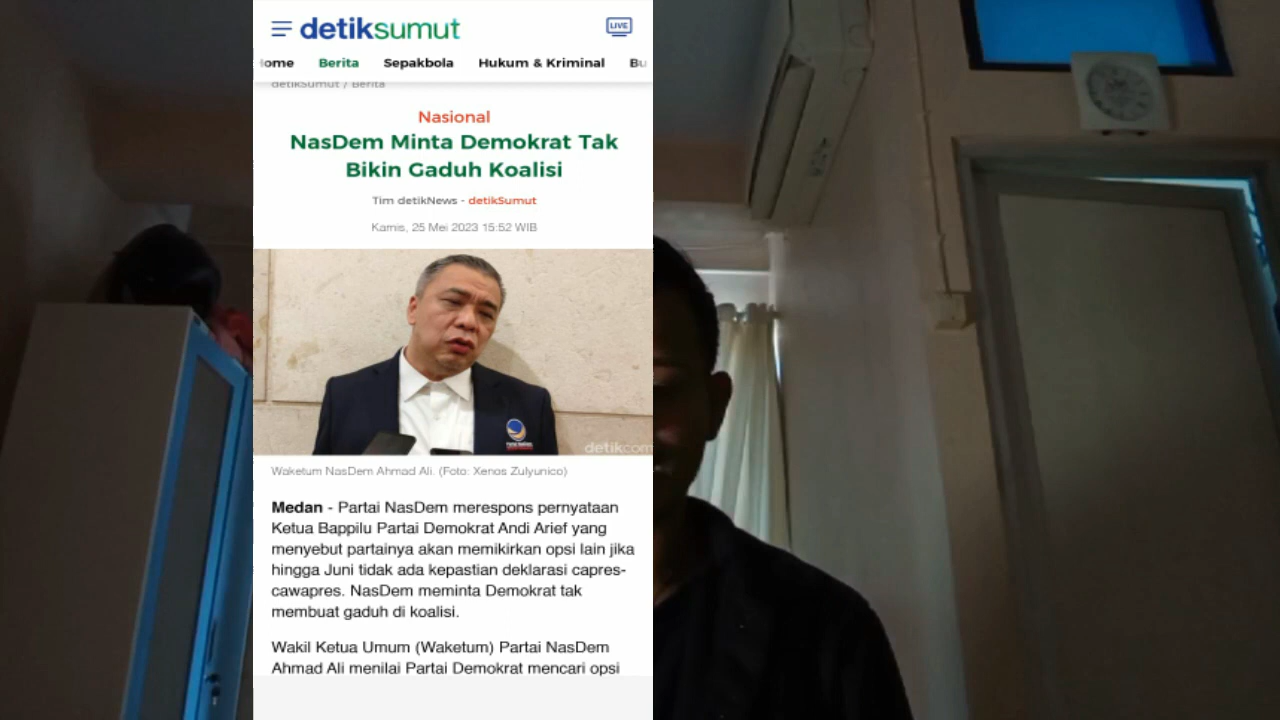 detiksumut
LIVE
ome Berita Sepakbola Hukum & Kriminal Bu
detikSumut / Berita
Nasional
NasDem Minta Demokrat Tak
Bikin Gaduh Koalisi
Tim detikNews - detikSumut
Kamis, 25 Mei 2023 15:52 WIB
detikcom
Waketum NasDem Ahmad Ali. (Foto: Xenos Zulyunico)
Medan - Partai NasDem merespons pernyataan
Ketua Bappilu Partai Demokrat Andi Arief yang
menyebut partainya akan memikirkan opsi lain jika
hingga Juni tidak ada kepastian deklarasi capres-
cawapres. NasDem meminta Demokrat tak
membuat gaduh di koalisi.
Wakil Ketua Umum (Waketum) Partai NasDem
Ahmad Ali menilai Partai Demokrat mencari opsi